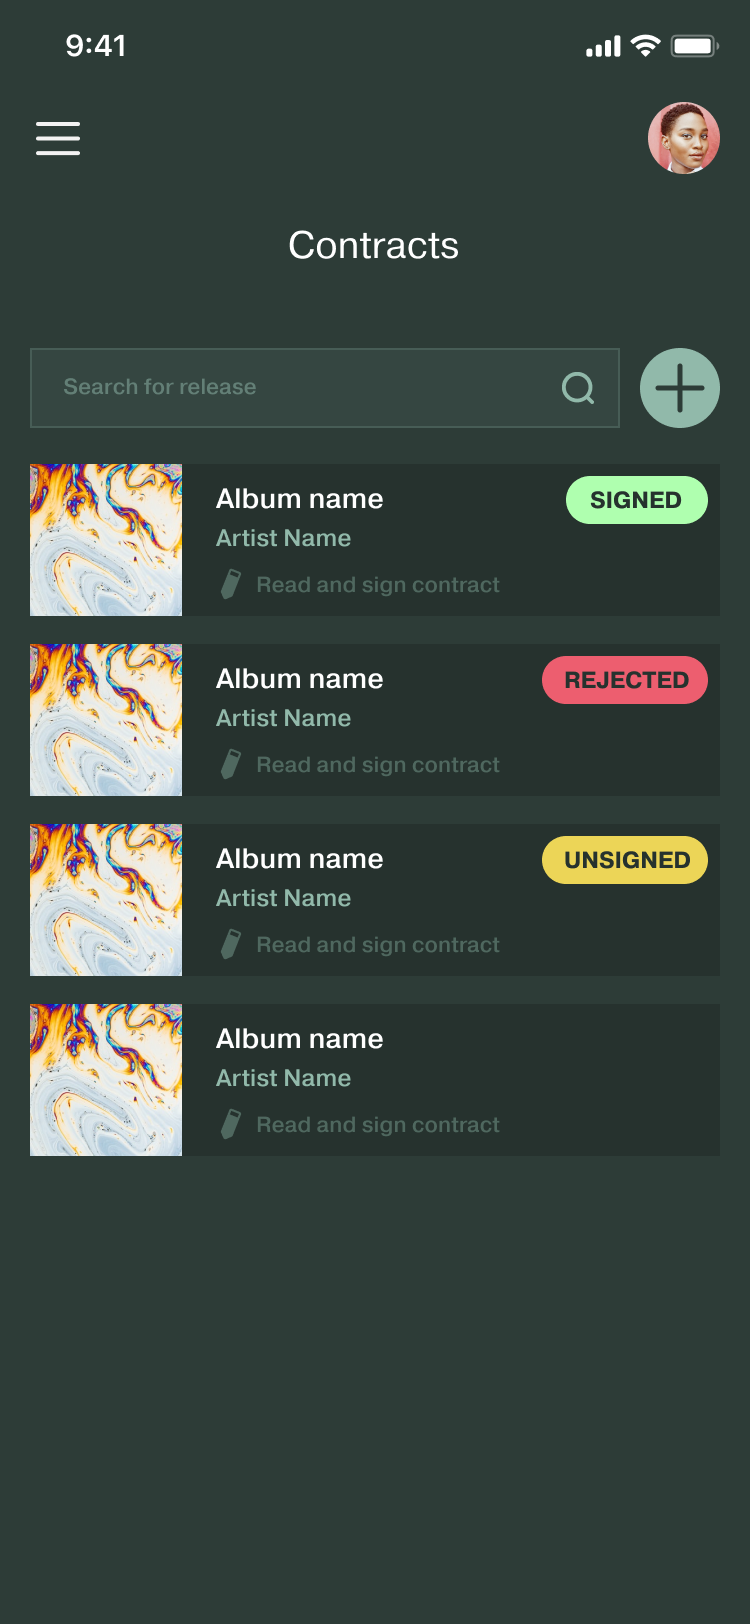 9:41
Contracts
Search for release
Album name
SIGNED
Artist Name
Read and sign contract
Album name
REJECTED
Artist Name
Read and sign contract
Album name
UNSIGNED
Artist Name
Read and sign contract
Album name
Artist Name
Read and sign contract